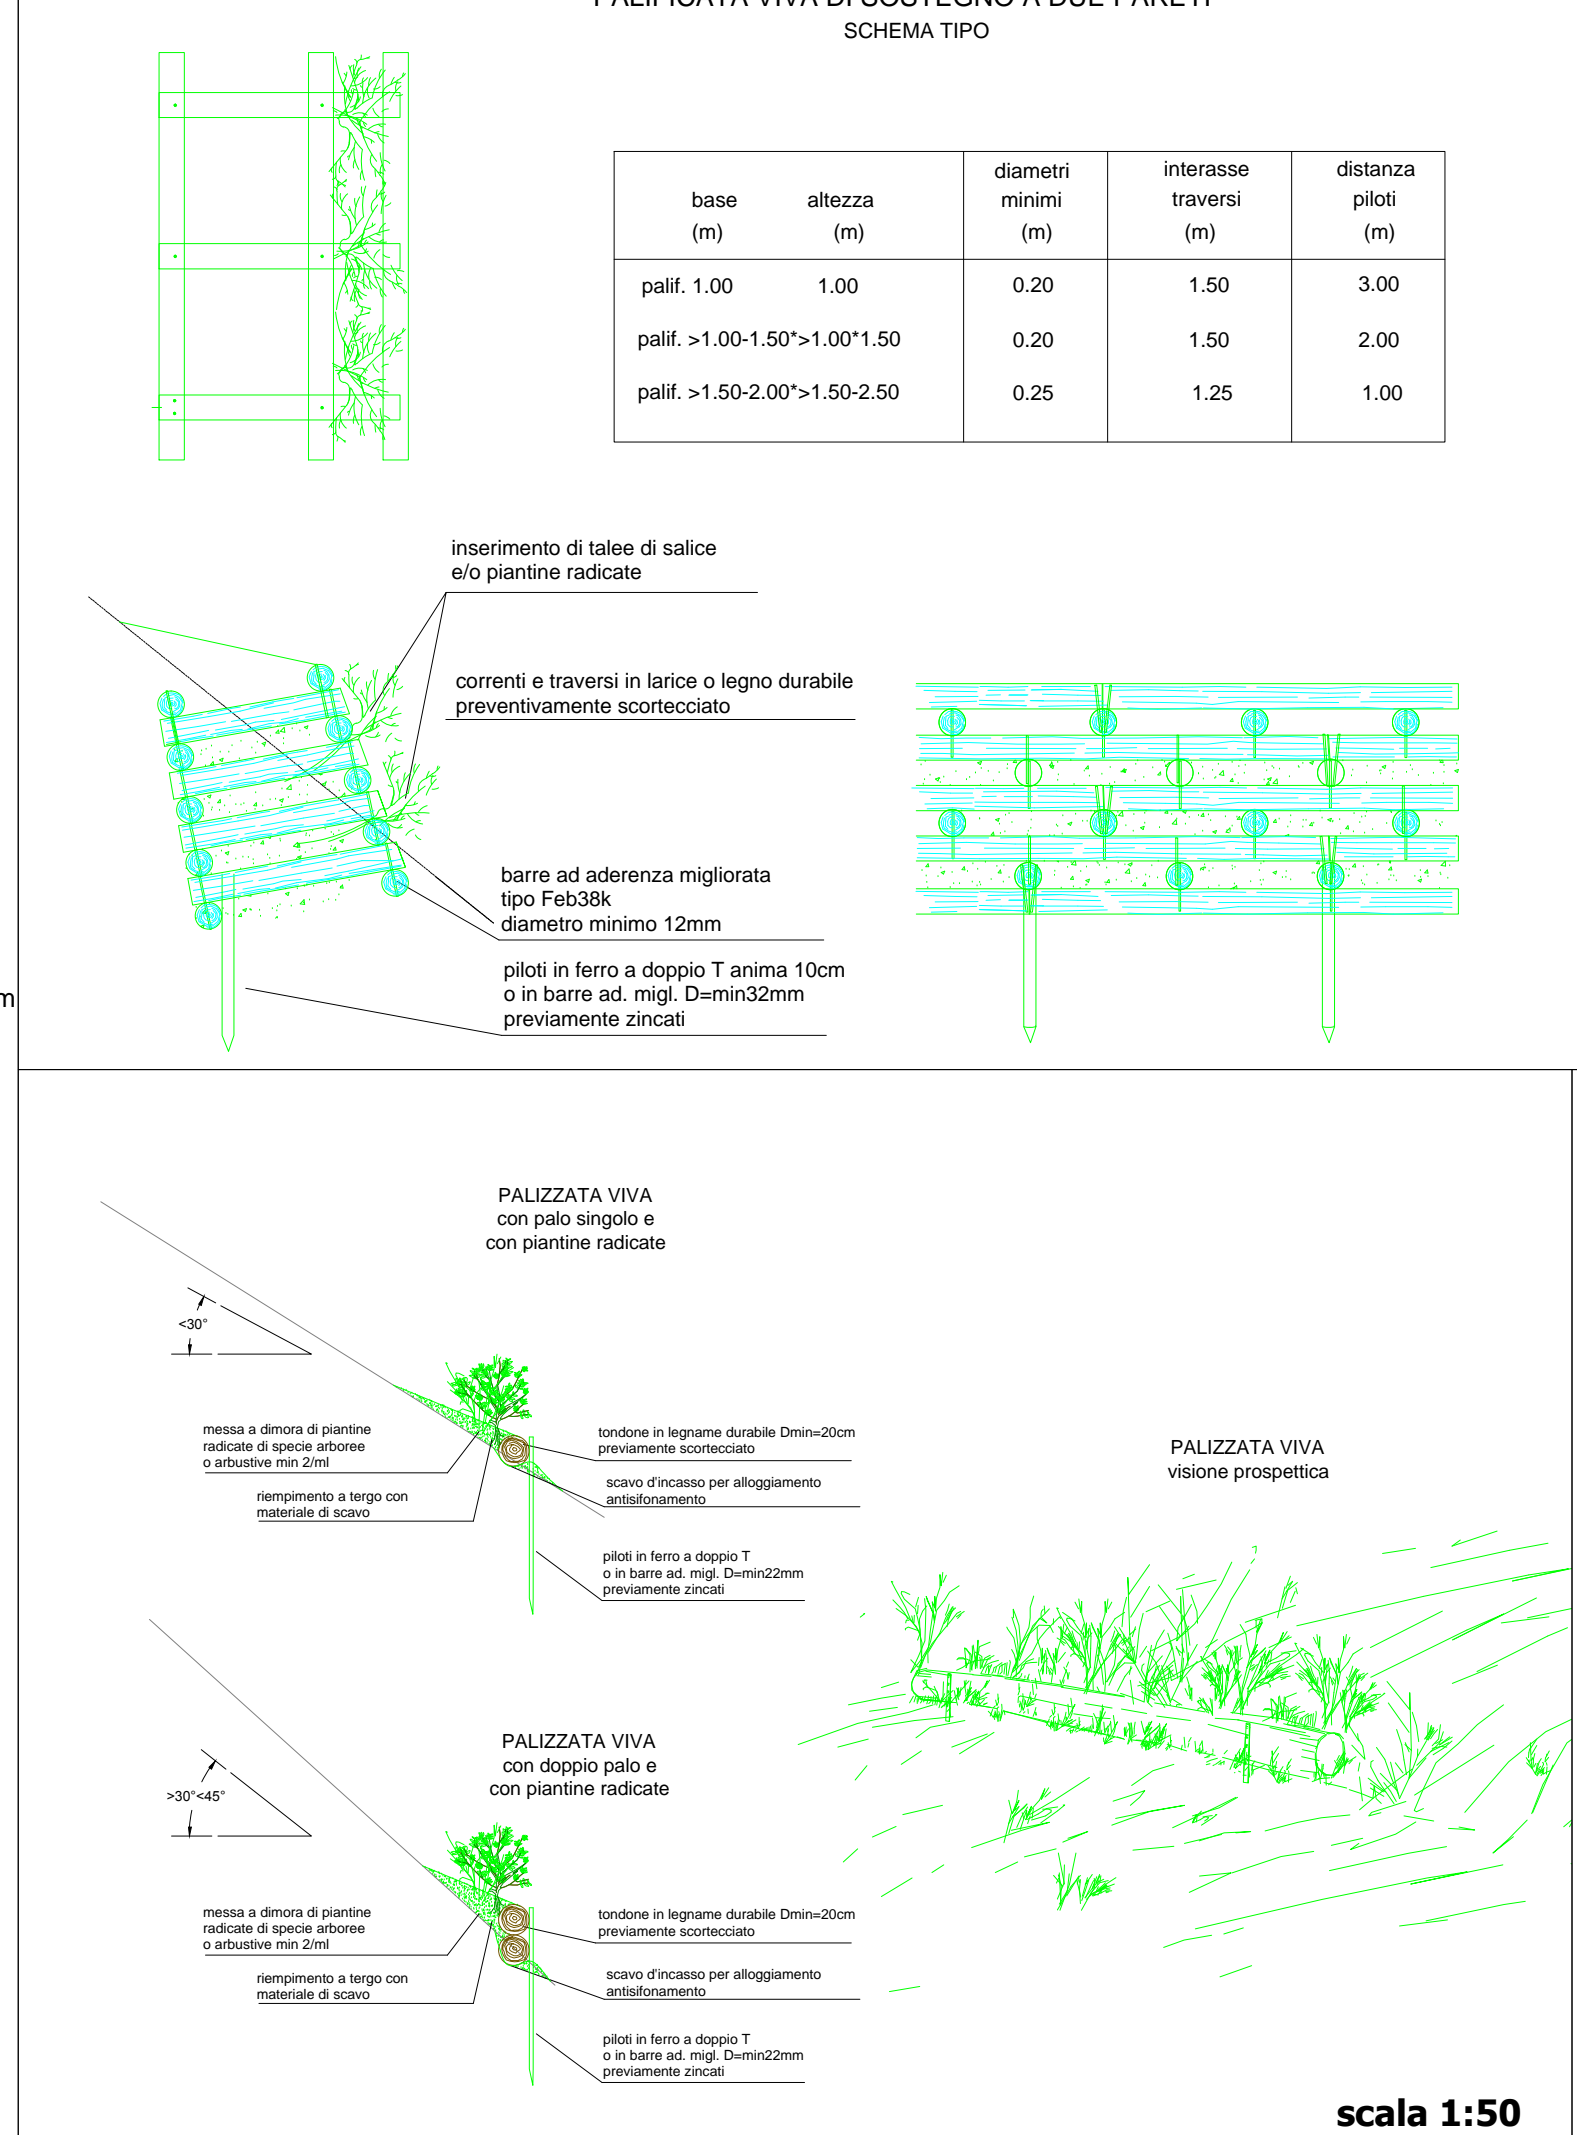 PALIFICATA VIVA DI SOSTEGNO A DUE PARETI
SCHEMA TIPO
base altezza diametri minimi interasse traversi distanza piloti
(m) (m) (m) (m) (m)
palif. 1.00 1.00 0.20 1.50 3.00
palif. >1.00-1.50*>1.00*1.50 0.20 1.50 2.00
palif. >1.50-2.00*>1.50-2.50 0.25 1.25 1.00
inserimento di talee di salice
e/o piantine radicate
correnti e traversi in larice o legno durabile
preventivamente scortecciato
barre ad aderenza migliorata
tipo Feb38k
diametro minimo 12mm
piloti in ferro a doppio T anima 10cm
o in barre ad. migl. D=min32mm
previamente zincati
m
PALIZZATA VIVA
con palo singolo e
con piantine radicate
<30°
messa a dimora di piantine
radicate di specie arboree
o arbustive min 2/ml
riempimento a tergo con
materiale di scavo
tondone in legname durabile Dmin=20cm
previamente scortecciato
scavo d'incasso per alloggiamento
antisifonamento
piloti in ferro a doppio T
o in barre ad. migl. D=min22mm
previamente zincati
PALIZZATA VIVA
visione prospettica
PALIZZATA VIVA
con doppio palo e
con piantine radicate
>30°<45°
messa a dimora di piantine
radicate di specie arboree
o arbustive min 2/ml
riempimento a tergo con
materiale di scavo
tondone in legname durabile Dmin=20cm
previamente scortecciato
scavo d'incasso per alloggiamento
antisifonamento
piloti in ferro a doppio T
o in barre ad. migl. D=min22mm
previamente zincati
scala 1:50